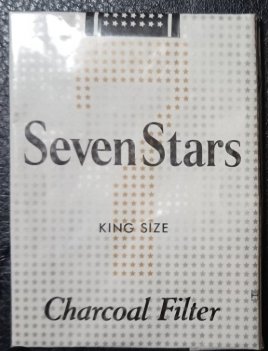 Seven Stars
KING SIZE
Charcoal Filter